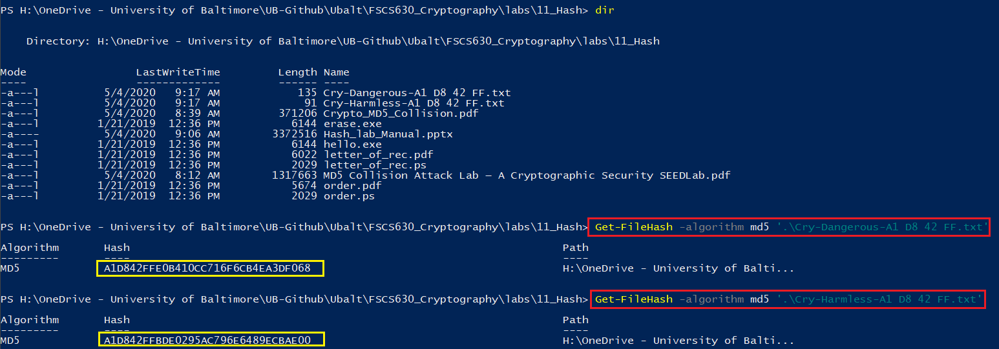 PS H:\OneDrive - University of Baltimore\UB-Github\Ubalt\FSCS630_Cryptography\labs\11_Hash> dir
Directory: H:\OneDrive - University of Baltimore\UB-Github\Ubalt\FSCS630_Cryptography\labs\11_Hash
Mode LastWriteTime Length Name
---- ------------- ------ ----
-a---l 5/4/2020 9:17 AM 135 Cry-Dangerous-A1 D8 42 FF.txt
-a---l 5/4/2020 9:17 AM 91 Cry-Harmless-A1 D8 42 FF.txt
-a---l 5/4/2020 8:39 AM 371206 Crypto_MD5_Collision.pdf
-a---l 1/21/2019 12:36 PM 6144 erase.exe
-a---- 5/4/2020 9:06 AM 3372516 Hash_lab_Manual.pptx
-a---l 1/21/2019 12:36 PM 6144 hello.exe
-a---l 1/21/2019 12:36 PM 6022 letter_of_rec.pdf
-a---l 1/21/2019 12:36 PM 2029 letter_of_rec.ps
-a---l 5/4/2020 8:12 AM 1317663 MD5 Collision Attack Lab – A Cryptographic Security SEEDLab.pdf
-a---l 1/21/2019 12:36 PM 5674 order.pdf
-a---l 1/21/2019 12:36 PM 2029 order.ps
PS H:\OneDrive - University of Baltimore\UB-Github\Ubalt\FSCS630_Cryptography\labs\11_Hash> Get-FileHash -algorithm md5 '.\Cry-Dangerous-A1 D8 42 FF.txt'
Algorithm Hash Path
--------- ---- ----
MD5 A1D842FFE0B410CC716F6CB4EA3DF068 H:\OneDrive - University of Balti...
PS H:\OneDrive - University of Baltimore\UB-Github\Ubalt\FSCS630_Cryptography\labs\11_Hash> Get-FileHash -algorithm md5 '.\Cry-Harmless-A1 D8 42 FF.txt'
Algorithm Hash Path
--------- ---- ----
MD5 A1D842FFBDE0295AC796E6489ECBAE00 H:\OneDrive - University of Balti...